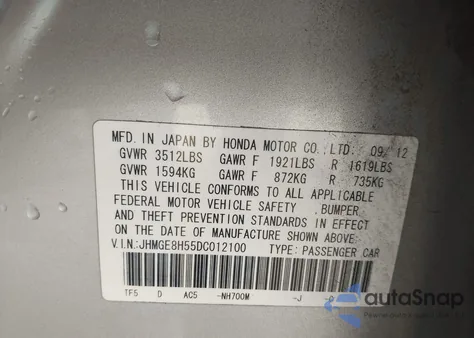 MFD. IN JAPAN BY HONDA MOTOR CO., LTD. 09/12
GVWR 3512LBS GAWR F 1921LBS R 1619LBS
GVWR 1594KG GAWR F 872KG R 735KG
THIS VEHICLE CONFORMS TO ALL APPLICABLE
FEDERAL MOTOR VEHICLE SAFETY, BUMPER,
AND THEFT PREVENTION STANDARDS IN EFFECT
ON THE DATE OF MANUFACTURE SHOWN ABOVE.
V.I.N.:JHMGE8H55DC012100 TYPE: PASSENGER CAR
TF5 D AC5 -NH700M -J
autoSnap